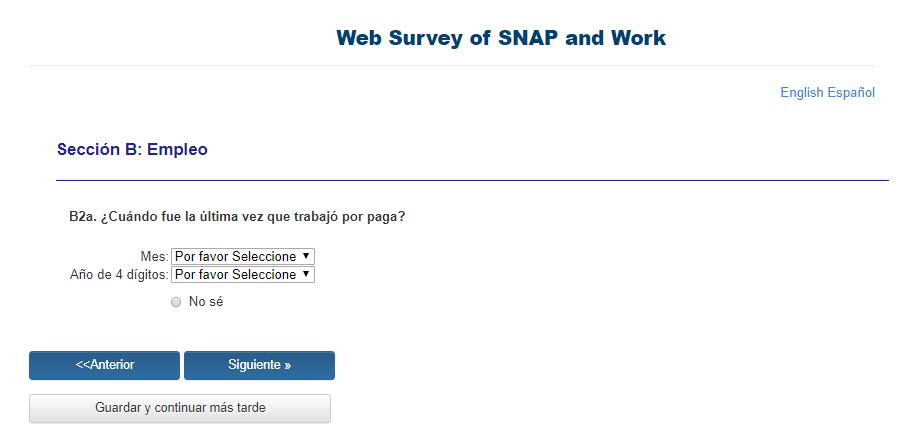 Web Survey of SNAP and Work
English Español
Sección B: Empleo
B2a. ¿Cuándo fue la última vez que trabajó por paga?
Mes: Por favor Seleccione
Año de 4 dígitos: Por favor Seleccione
No sé
<<Anterior Siguiente »
Guardar y continuar más tarde